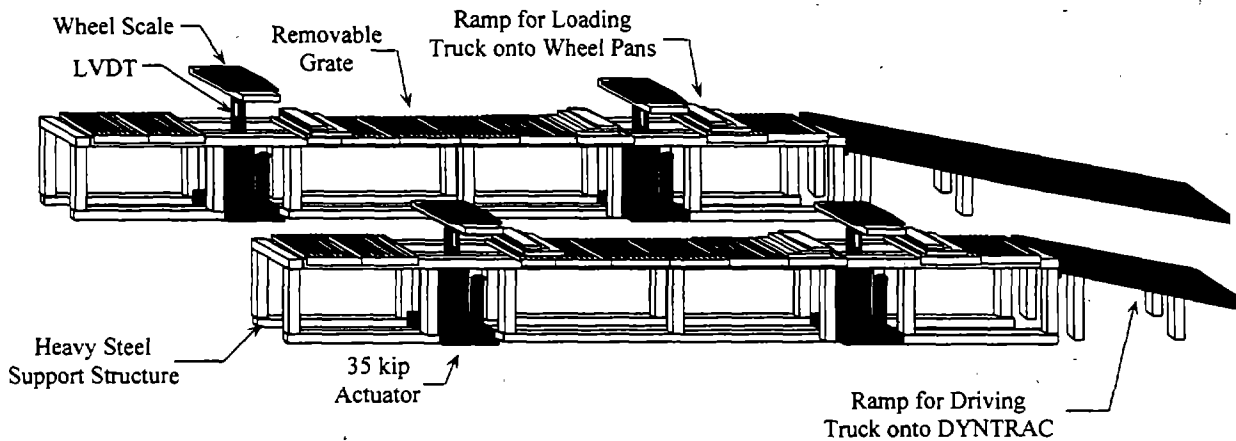 Wheel Scale
LVDT
Removable
Grate
Ramp for Loading
Truck onto Wheel Pans
Heavy Steel
Support Structure
35 kip
Actuator
Ramp for Driving
Truck onto DYNTRAC